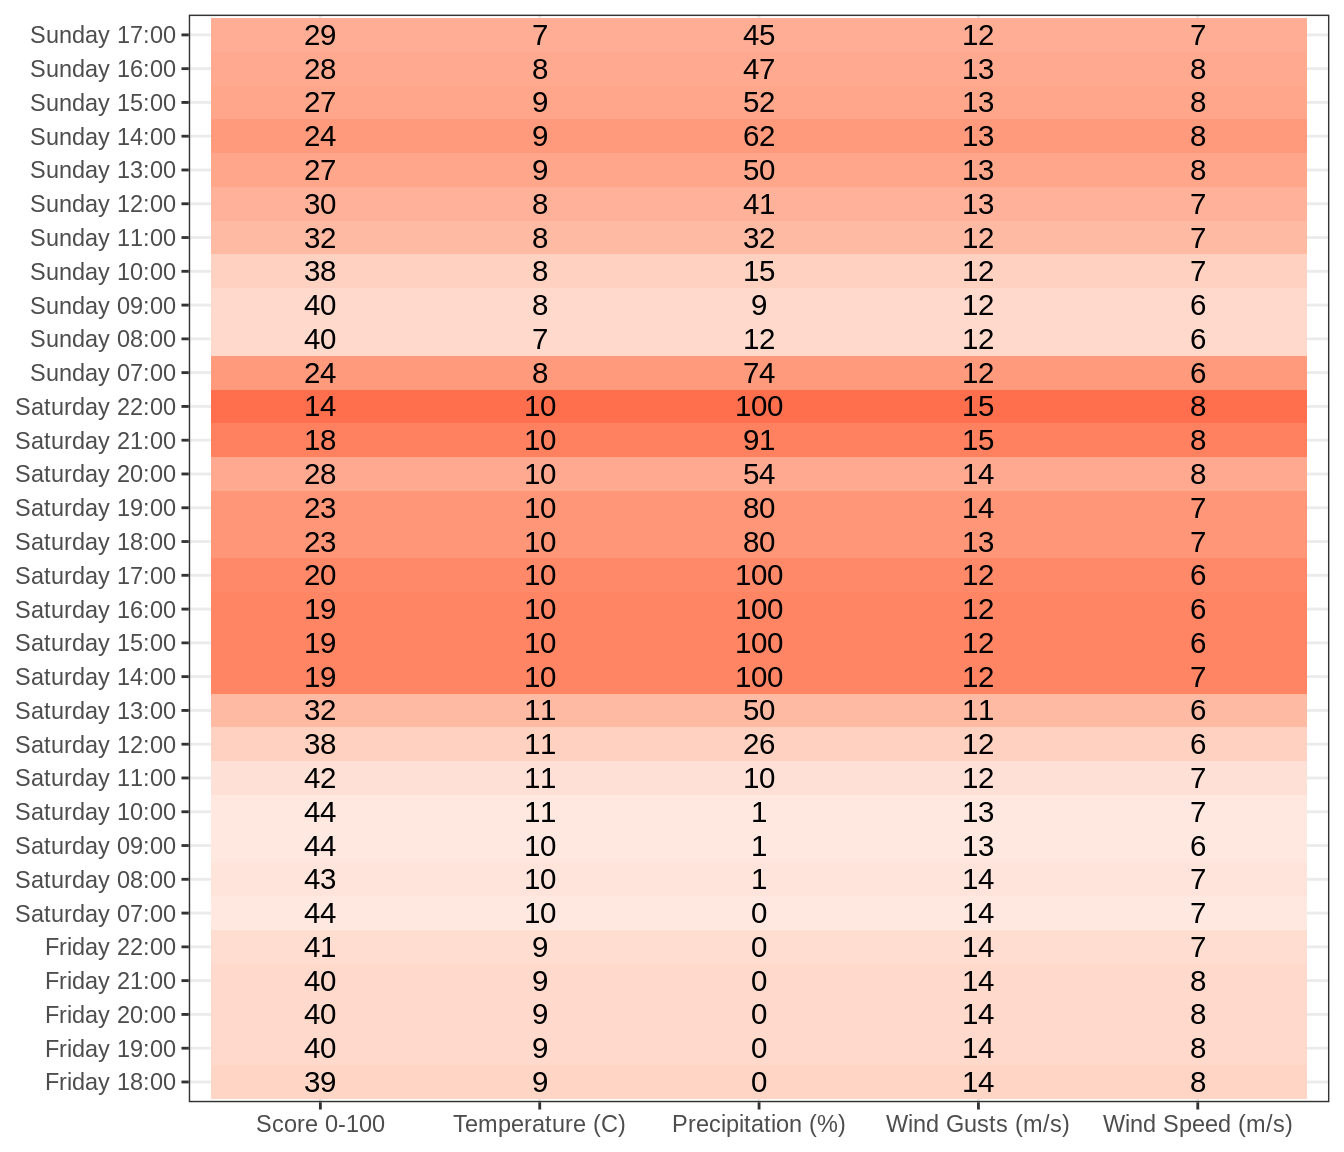 Sunday 17:00 29 7 45 12 7
Sunday 16:00 28 8 47 13 8
Sunday 15:00 27 9 52 13 8
Sunday 14:00 24 9 62 13 8
Sunday 13:00 27 9 50 13 8
Sunday 12:00 30 8 41 13 7
Sunday 11:00 32 8 32 12 7
Sunday 10:00 38 8 15 12 7
Sunday 09:00 40 8 9 12 6
Sunday 08:00 40 7 12 12 6
Sunday 07:00 24 8 74 12 6
Saturday 22:00 14 10 100 15 8
Saturday 21:00 18 10 91 15 8
Saturday 20:00 28 10 54 14 8
Saturday 19:00 23 10 80 14 7
Saturday 18:00 23 10 80 13 7
Saturday 17:00 20 10 100 12 6
Saturday 16:00 19 10 100 12 6
Saturday 15:00 19 10 100 12 6
Saturday 14:00 19 10 100 12 7
Saturday 13:00 32 11 50 11 6
Saturday 12:00 38 11 26 12 6
Saturday 11:00 42 11 10 12 7
Saturday 10:00 44 11 1 13 7
Saturday 09:00 44 10 1 13 6
Saturday 08:00 43 10 1 14 7
Saturday 07:00 44 10 0 14 7
Friday 22:00 41 9 0 14 7
Friday 21:00 40 9 0 14 8
Friday 20:00 40 9 0 14 8
Friday 19:00 40 9 0 14 8
Friday 18:00 39 9 0 14 8
Score 0-100 Temperature (C) Precipitation (%) Wind Gusts (m/s) Wind Speed (m/s)